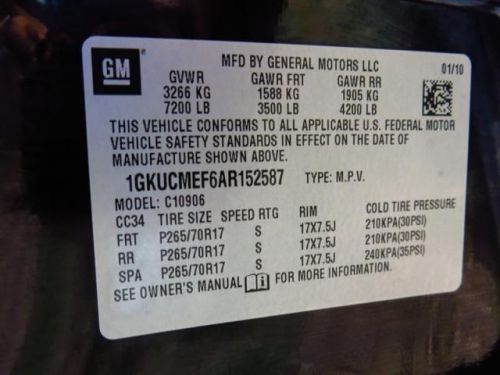 GM
MFD BY GENERAL MOTORS LLC
01/10
GVWR GAWR FRT GAWR RR
3266 KG 1588 KG 1905 KG
7200 LB 3500 LB 4200 LB
THIS VEHICLE CONFORMS TO ALL APPLICABLE U.S. FEDERAL MOTOR
VEHICLE SAFETY STANDARDS IN EFFECT ON THE DATE OF
MANUFACTURE SHOWN ABOVE.
1GKUCMEF6AR152587 TYPE: M.P.V.
MODEL: C10906
CC34 TIRE SIZE SPEED RTG RIM COLD TIRE PRESSURE
FRT P265/70R17 S 17X7.5J 210KPA(30PSI)
RR P265/70R17 S 17X7.5J 210KPA(30PSI)
SPA P265/70R17 S 17X7.5J 240KPA(35PSI)
SEE OWNER'S MANUAL FOR MORE INFORMATION.